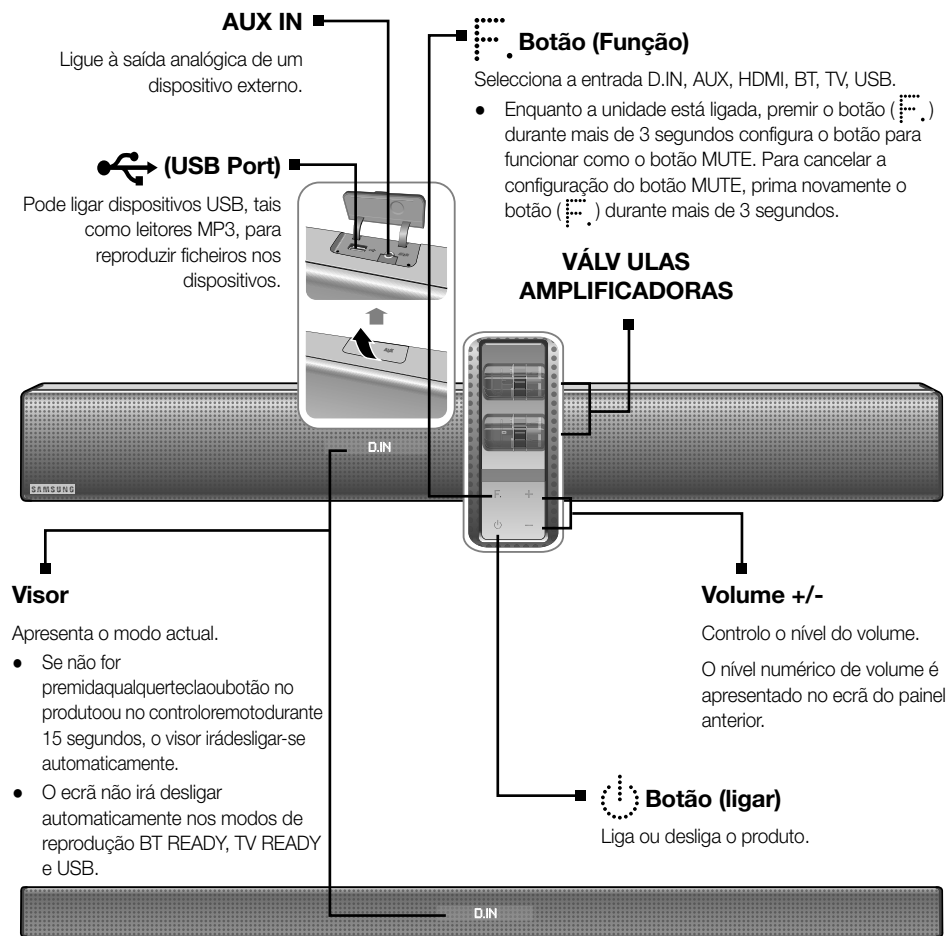 AUX IN
Ligue à saída analógica de um
dispositivo externo.
(USB Port)
Pode ligar dispositivos USB, tais
como leitores MP3, para
reproduzir ficheiros nos
dispositivos.
F. Botão (Função)
Selecciona a entrada D.IN, AUX, HDMI, BT, TV, USB.
● Enquanto a unidade está ligada, premir o botão ( F. )
durante mais de 3 segundos configura o botão para
funcionar como o botão MUTE. Para cancelar a
configuração do botão MUTE, prima novamente o
botão ( F. ) durante mais de 3 segundos.
VÁLV ULAS
AMPLIFICADORAS
AUX
D.IN
SAMSUNG
F. +
−
Visor
Apresenta o modo actual.
● Se não for
premidaqualquerteclaoubotão no
produtoou no controloremotodurante
15 segundos, o visor irádesligar-se
automaticamente.
● O ecrã não irá desligar
automaticamente nos modos de
reprodução BT READY, TV READY
e USB.
Volume +/-
Controlo o nível do volume.
O nível numérico de volume é
apresentado no ecrã do painel
anterior.
Botão (ligar)
Liga ou desliga o produto.
D.IN